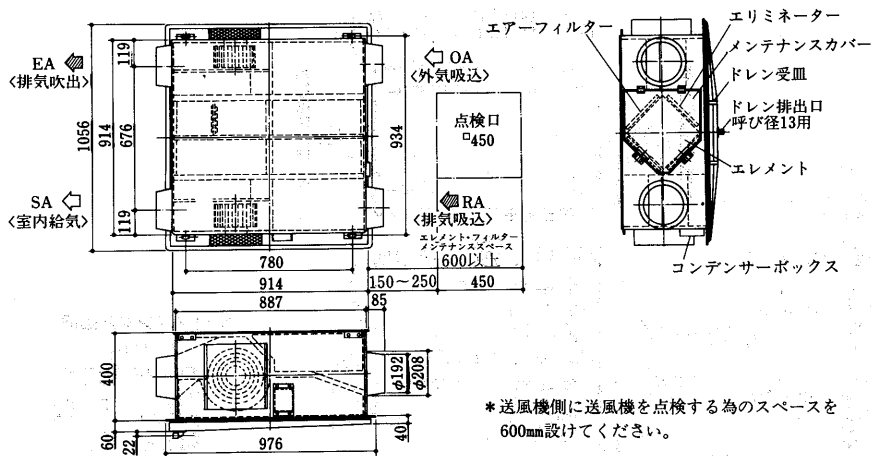 EA
〈排気吹出〉
SA
〈室内給気〉
1056
914
119
676
119
934
OA
〈外気吸込〉
点検口
□450
RA
〈排気吸込〉
エレメント・フィルター
メンテナンススペース
600以上
780
914
150～250
450
887
85
400
60
22
976
40
φ192
φ208
エアーフィルター
エリミネーター
メンテナンスカバー
ドレン受皿
ドレン排出口
呼び径13用
エレメント
コンデンサーボックス
＊送風機側に送風機を点検する為のスペースを
600mm設けてください。